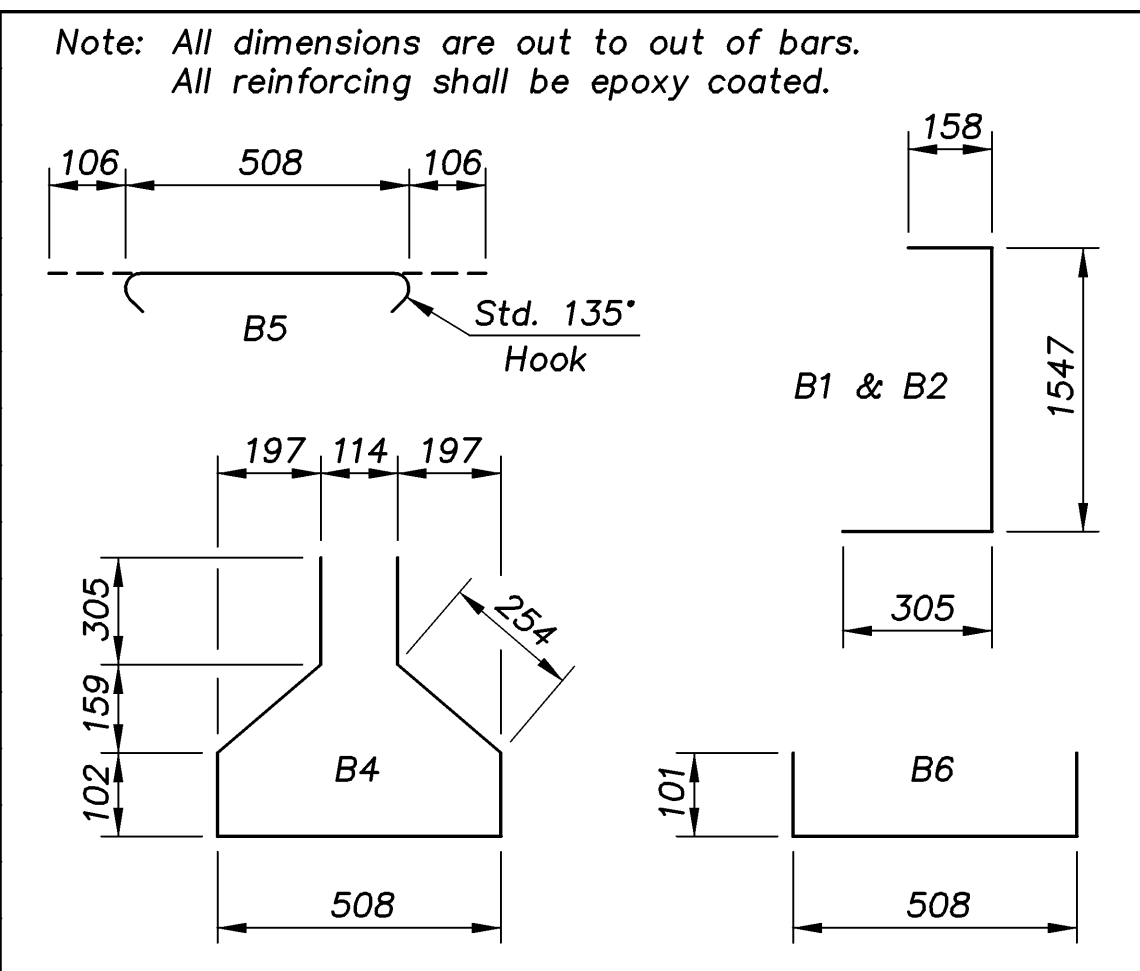 Note: All dimensions are out to out of bars.
All reinforcing shall be epoxy coated.
106 508 106
B5
Std. 135°
Hook
158
B1 & B2
1547
305
197 114 197
305
254
159
102
B4
508
101
B6
508